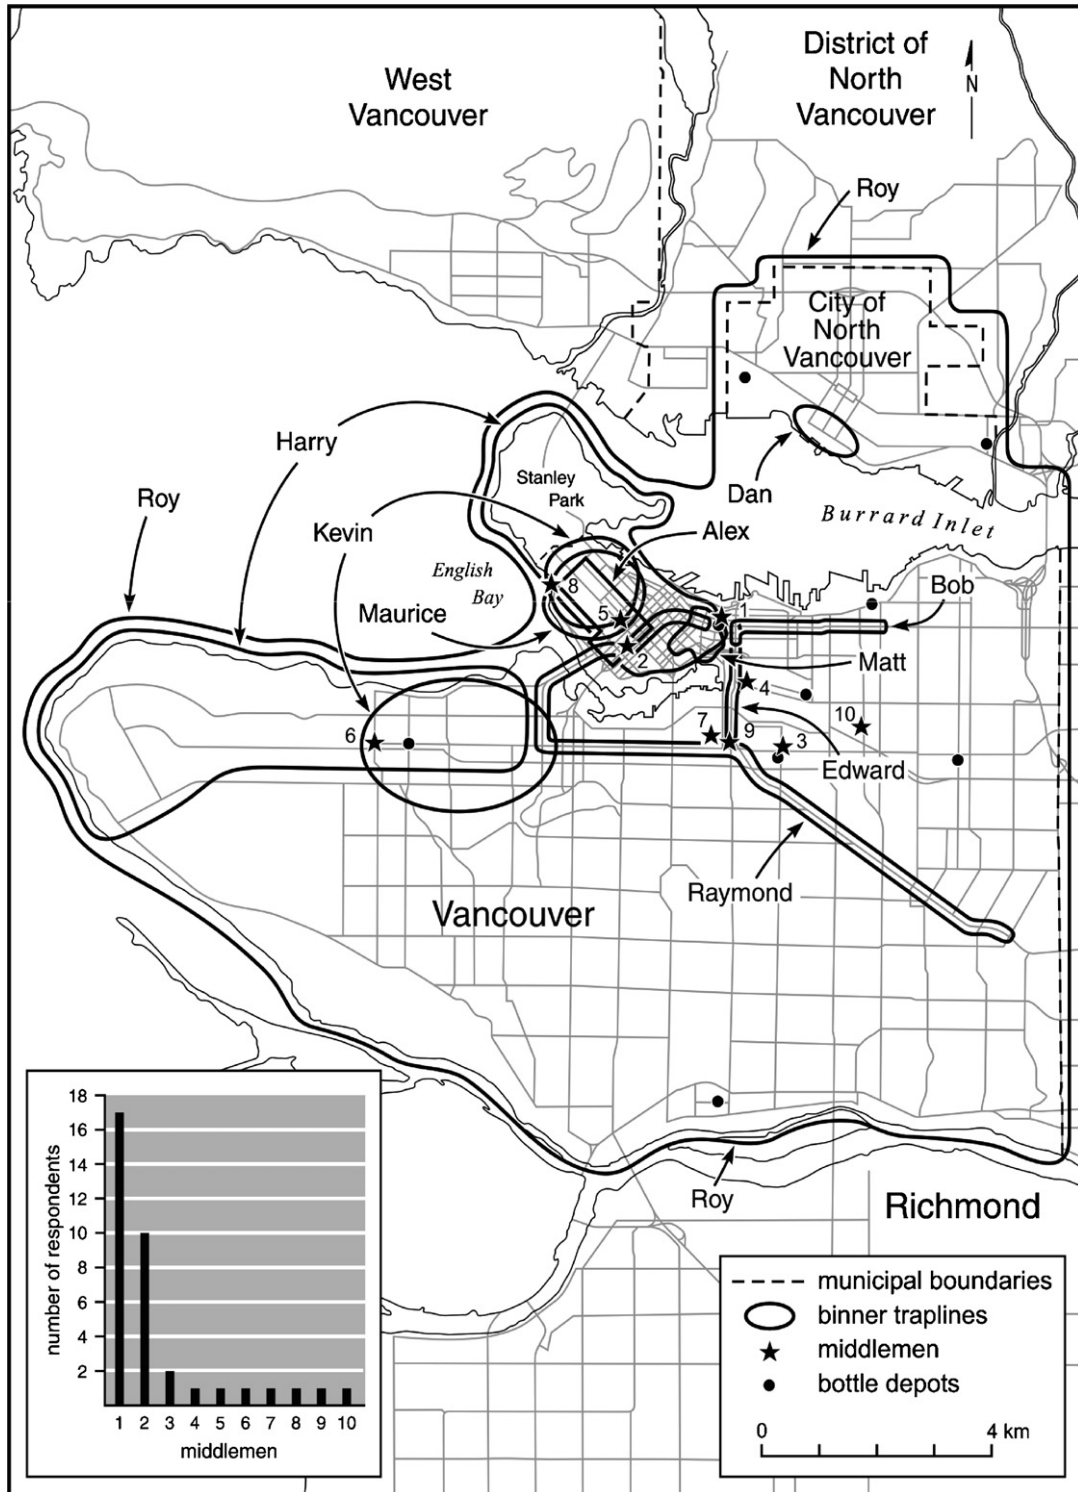 West
Vancouver
District of
North
Vancouver
N
Roy
City of
North
Vancouver
Harry
Stanley
Park
Dan
Roy
Kevin
Alex
Burrard Inlet
English
Bay
8
Bob
Maurice
5
1
2
Matt
4
6
7
9
3
10
Edward
Raymond
Vancouver
Roy
Richmond
18
16
14
12
10
8
6
4
2
number of respondents
1 2 3 4 5 6 7 8 9 10
middlemen
municipal boundaries
binner traplines
middlemen
bottle depots
0 4 km